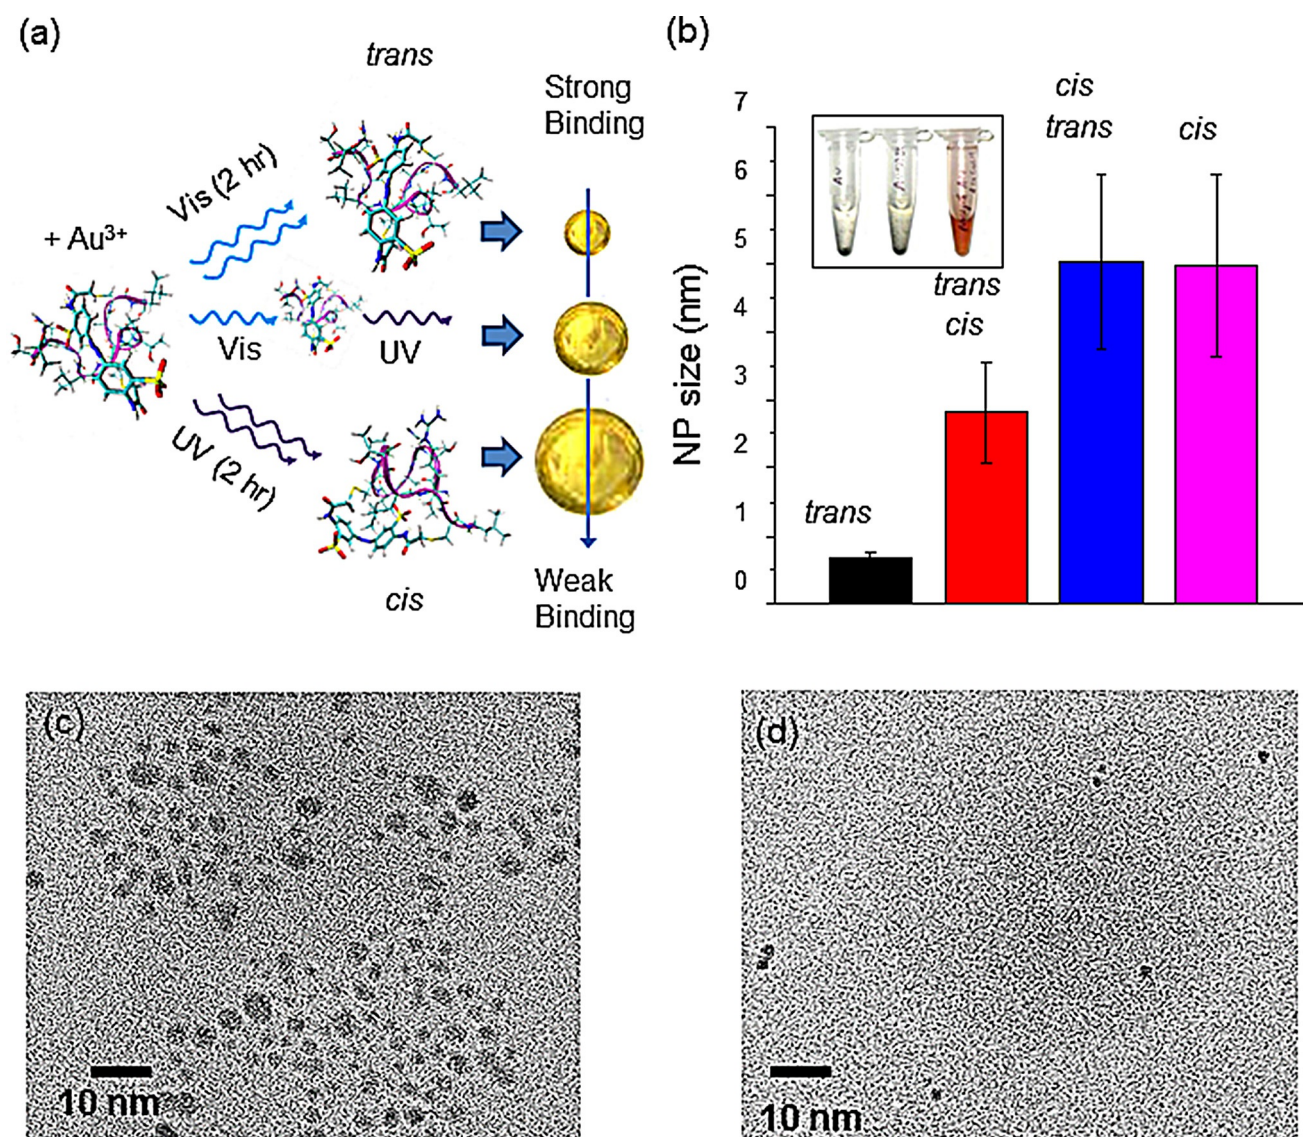 (a)
trans
Strong
Binding
Vis (2 hr)
+ Au³⁺
Vis
UV
UV (2 hr)
cis
Weak
Binding
(b)
NP size (nm)
7
6
5
4
3
2
1
0
trans
trans
cis
cis
trans
cis
(c)
10 nm
(d)
10 nm